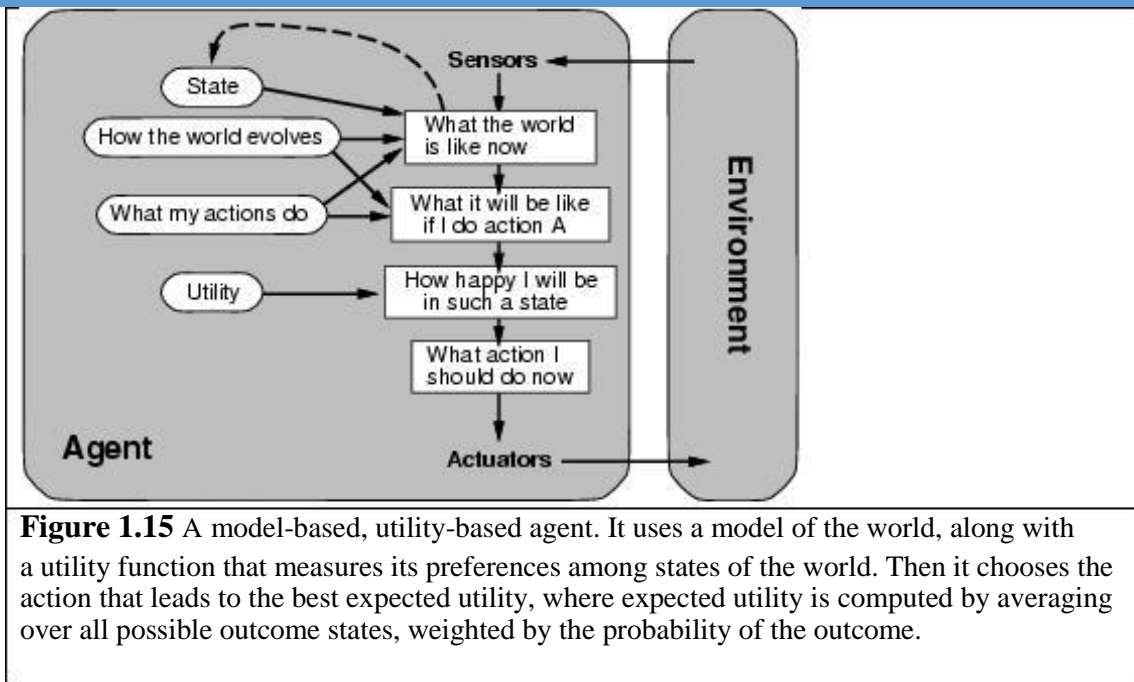 Sensors
State
What the world
is like now
How the world evolves
What my actions do
What it will be like
if I do action A
Utility
How happy I will be
in such a state
What action I
should do now
Agent
Actuators
Environment
Figure 1.15 A model-based, utility-based agent. It uses a model of the world, along with
a utility function that measures its preferences among states of the world. Then it chooses the
action that leads to the best expected utility, where expected utility is computed by averaging
over all possible outcome states, weighted by the probability of the outcome.